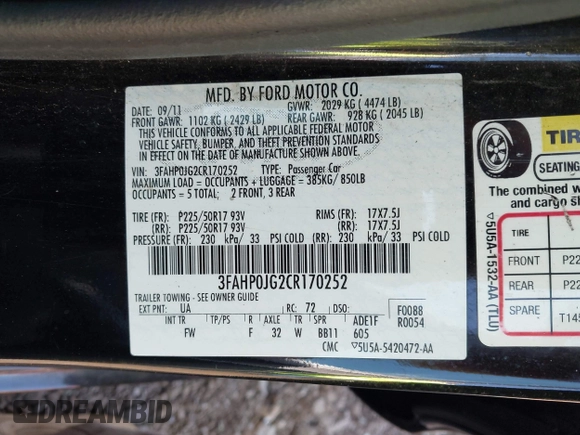 MFD. BY FORD MOTOR CO.
DATE: 09/11 GVWR: 2029 KG (4474 LB)
FRONT GAWR: 1102 KG (2429 LB) REAR GAWR: 928 KG (2045 LB)
THIS VEHICLE CONFORMS TO ALL APPLICABLE FEDERAL MOTOR
VEHICLE SAFETY, BUMPER, AND THEFT PREVENTION STANDARDS
IN EFFECT ON THE DATE OF MANUFACTURE SHOWN ABOVE.
VIN: 3FAHP0JG2CR170252 TYPE: Passenger Car
MAXIMUM LOAD = OCCUPANTS + LUGGAGE = 385KG/ 850LB
OCCUPANTS = 5 TOTAL: 2 FRONT, 3 REAR
TIRE (FR): P225/50R17 93V RIMS (FR): 17X7.5J
TIRE (RR): P225/50R17 93V RIMS (RR): 17X7.5J
PRESSURE (FR): 230 kPa/ 33 PSI COLD (RR): 230 kPa/ 33 PSI COLD
3FAHP0JG2CR170252
TRAILER TOWING - SEE OWNER GUIDE
EXT PNT: UA RC: 72 DSO: F0088
R0054
INT TR TP/PS R AXLE TR SPR ADE1F
FW F 32 W BB11 605
CMC ▽5U5A-5420472-AA
TIR
SEATING
The combined w
and cargo sh
▽5U5A-1532-AA (TLU)
TIRE
FRONT P22
REAR P22
SPARE T145
DREAMBID